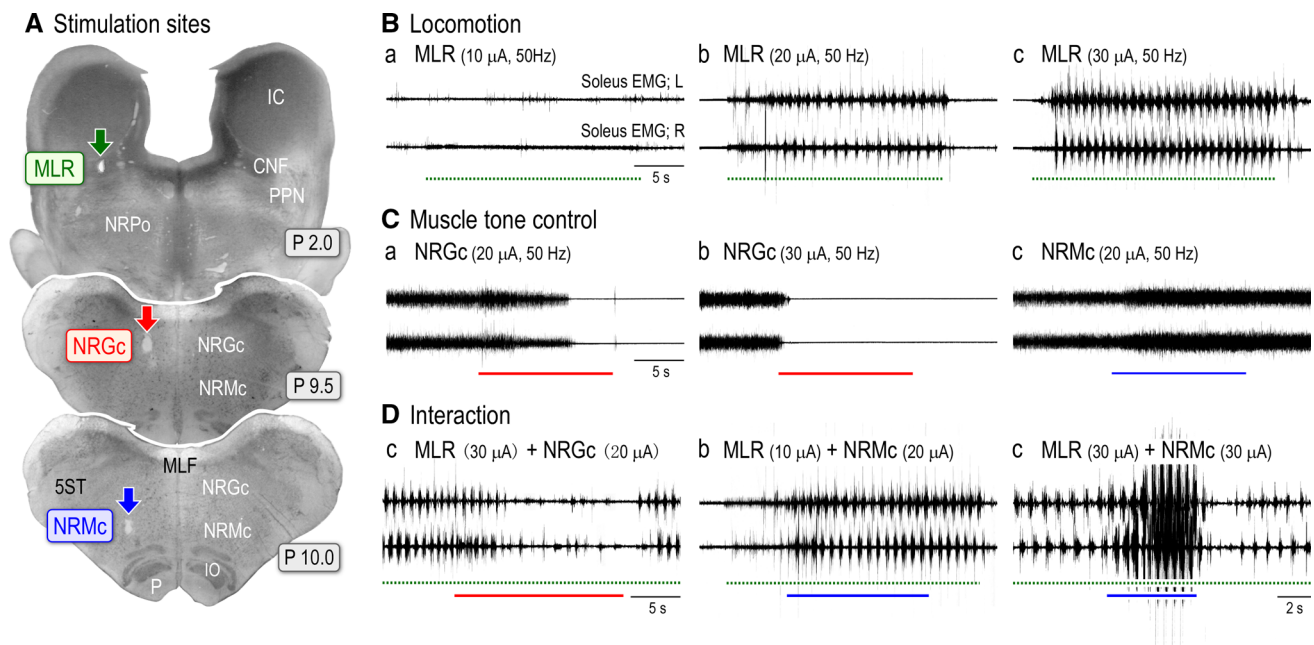 A Stimulation sites
IC
MLR
CNF
PPN
NRPo
P 2.0
NRGc
NRGc
NRMc
P 9.5
MLF
5ST
NRGc
NRMc
NRMc
P 10.0
IO
P
B Locomotion
a MLR (10 μA, 50Hz)
Soleus EMG; L
Soleus EMG; R
5 s
b MLR (20 μA, 50 Hz)
c MLR (30 μA, 50 Hz)
C Muscle tone control
a NRGc (20 μA, 50 Hz)
5 s
b NRGc (30 μA, 50 Hz)
c NRMc (20 μA, 50 Hz)
D Interaction
c MLR (30 μA) + NRGc (20 μA)
5 s
b MLR (10 μA) + NRMc (20 μA)
c MLR (30 μA) + NRMc (30 μA)
2 s